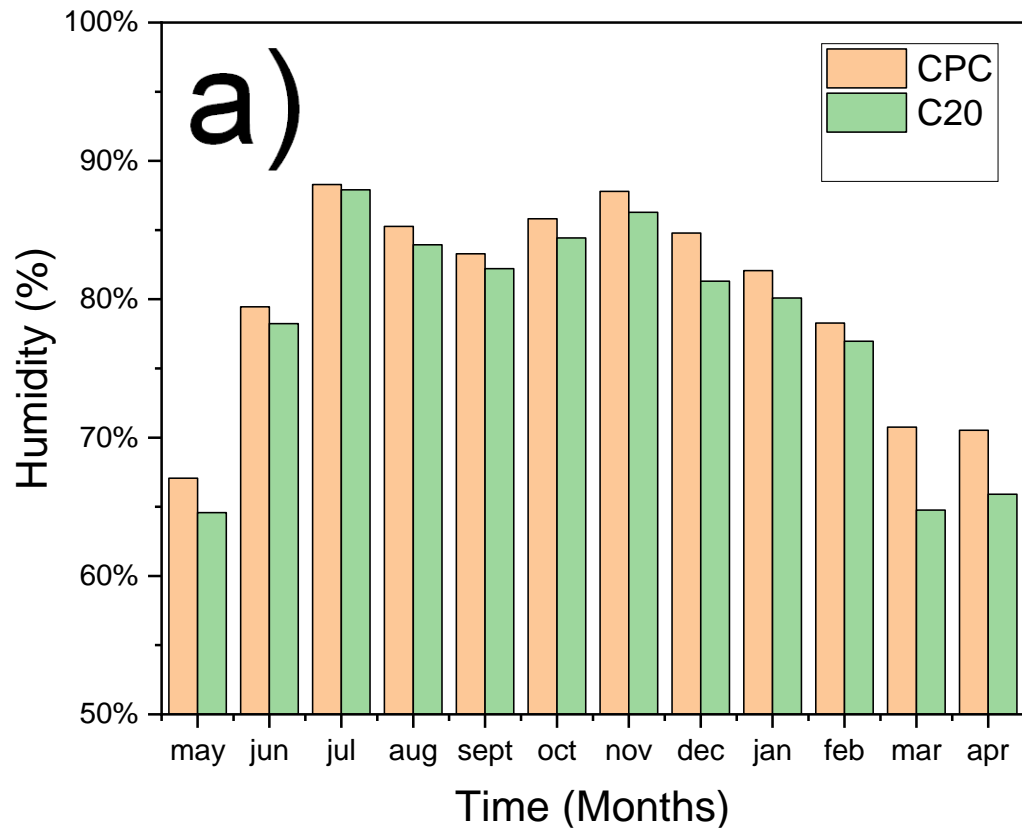 a)
CPC
C20
Humidity (%)
100%
90%
80%
70%
60%
50%
may jun jul aug sept oct nov dec jan feb mar apr
Time (Months)